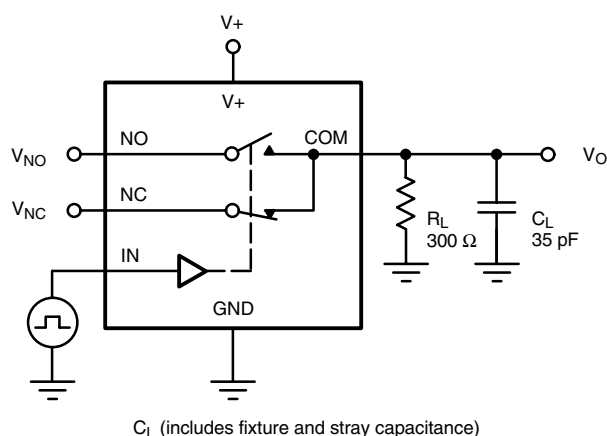 V+
V+
NO
COM
V_NO
V_O
NC
V_NC
R_L
300 Ω
C_L
35 pF
IN
GND
C_L (includes fixture and stray capacitance)